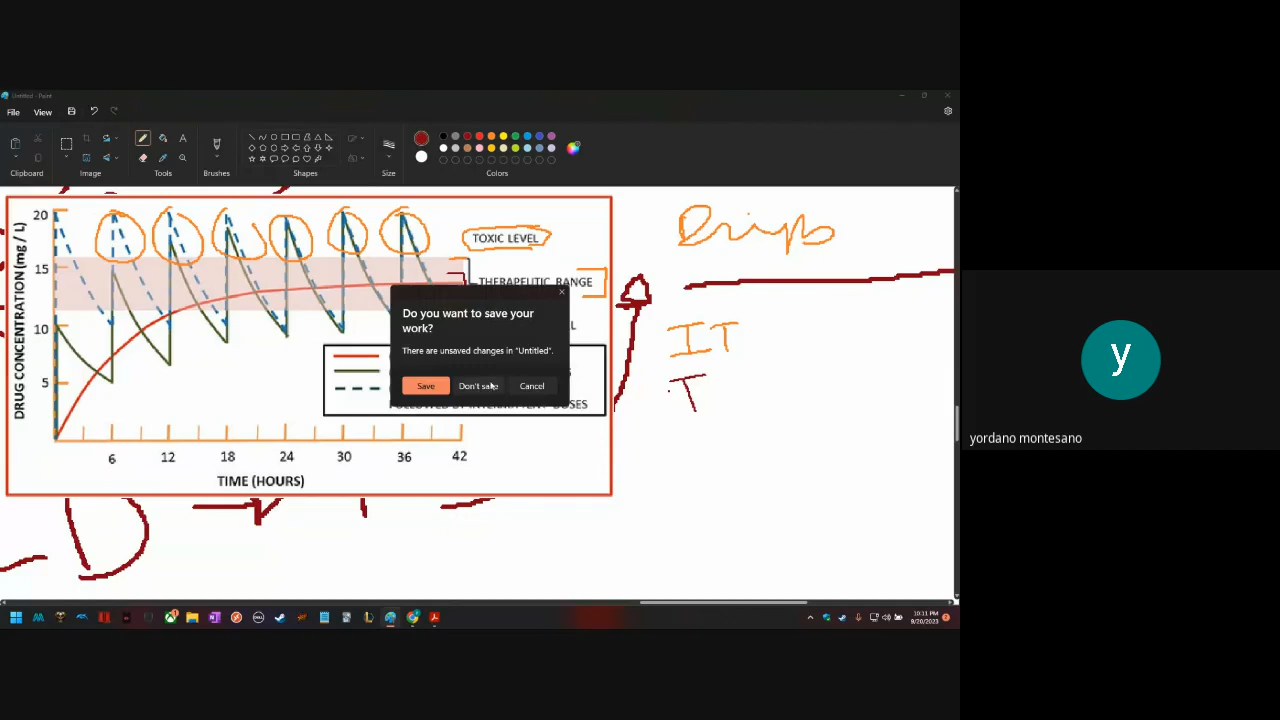 Untitled - Paint
File View
Clipboard Image Tools Brushes Shapes Size Colors
DRUG CONCENTRATION (mg / L)
20
15
10
5
TOXIC LEVEL
THERAPEUTIC RANGE
Do you want to save your
work?
There are unsaved changes in "Untitled".
Save Don't save Cancel
FOLLOWED BY INTERMITTENT DOSES
6 12 18 24 30 36 42
TIME (HOURS)
Drips
IT
T
D
y
yordano montesano
10:11 PM
9/20/2023